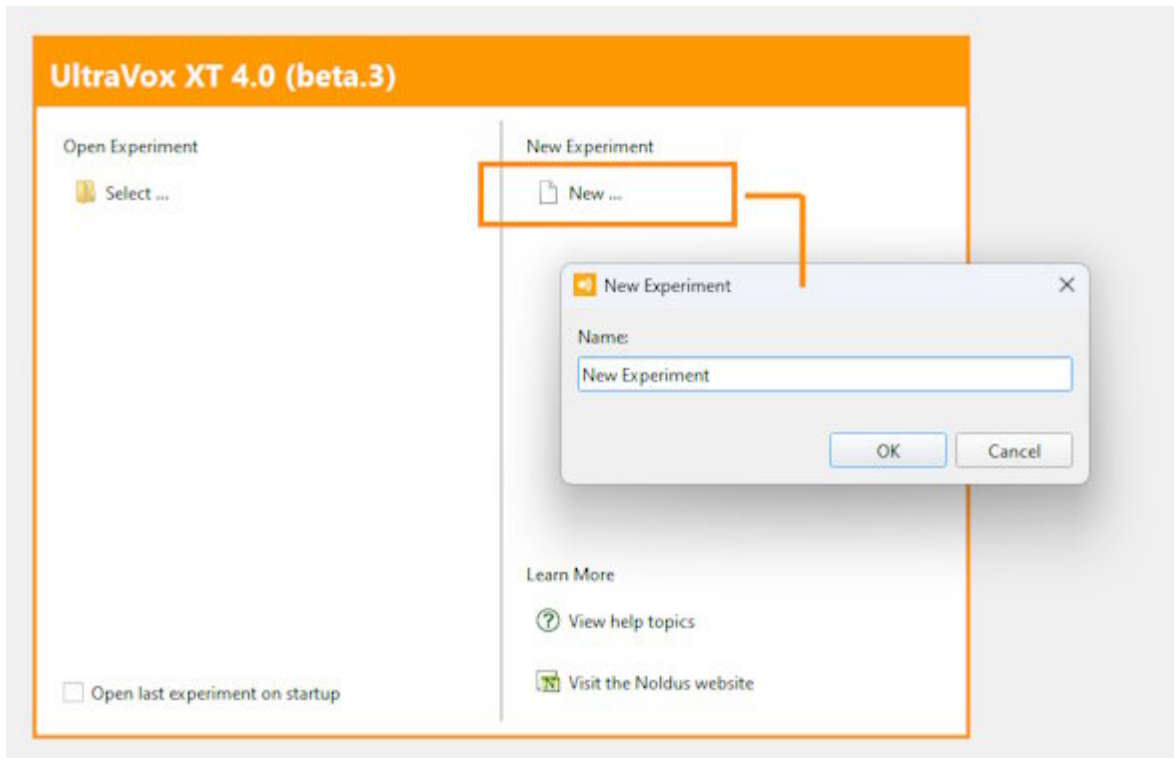 UltraVox XT 4.0 (beta.3)
Open Experiment
Select ...
Open last experiment on startup
New Experiment
New ...
New Experiment
Name:
New Experiment
OK
Cancel
Learn More
View help topics
Visit the Noldus website